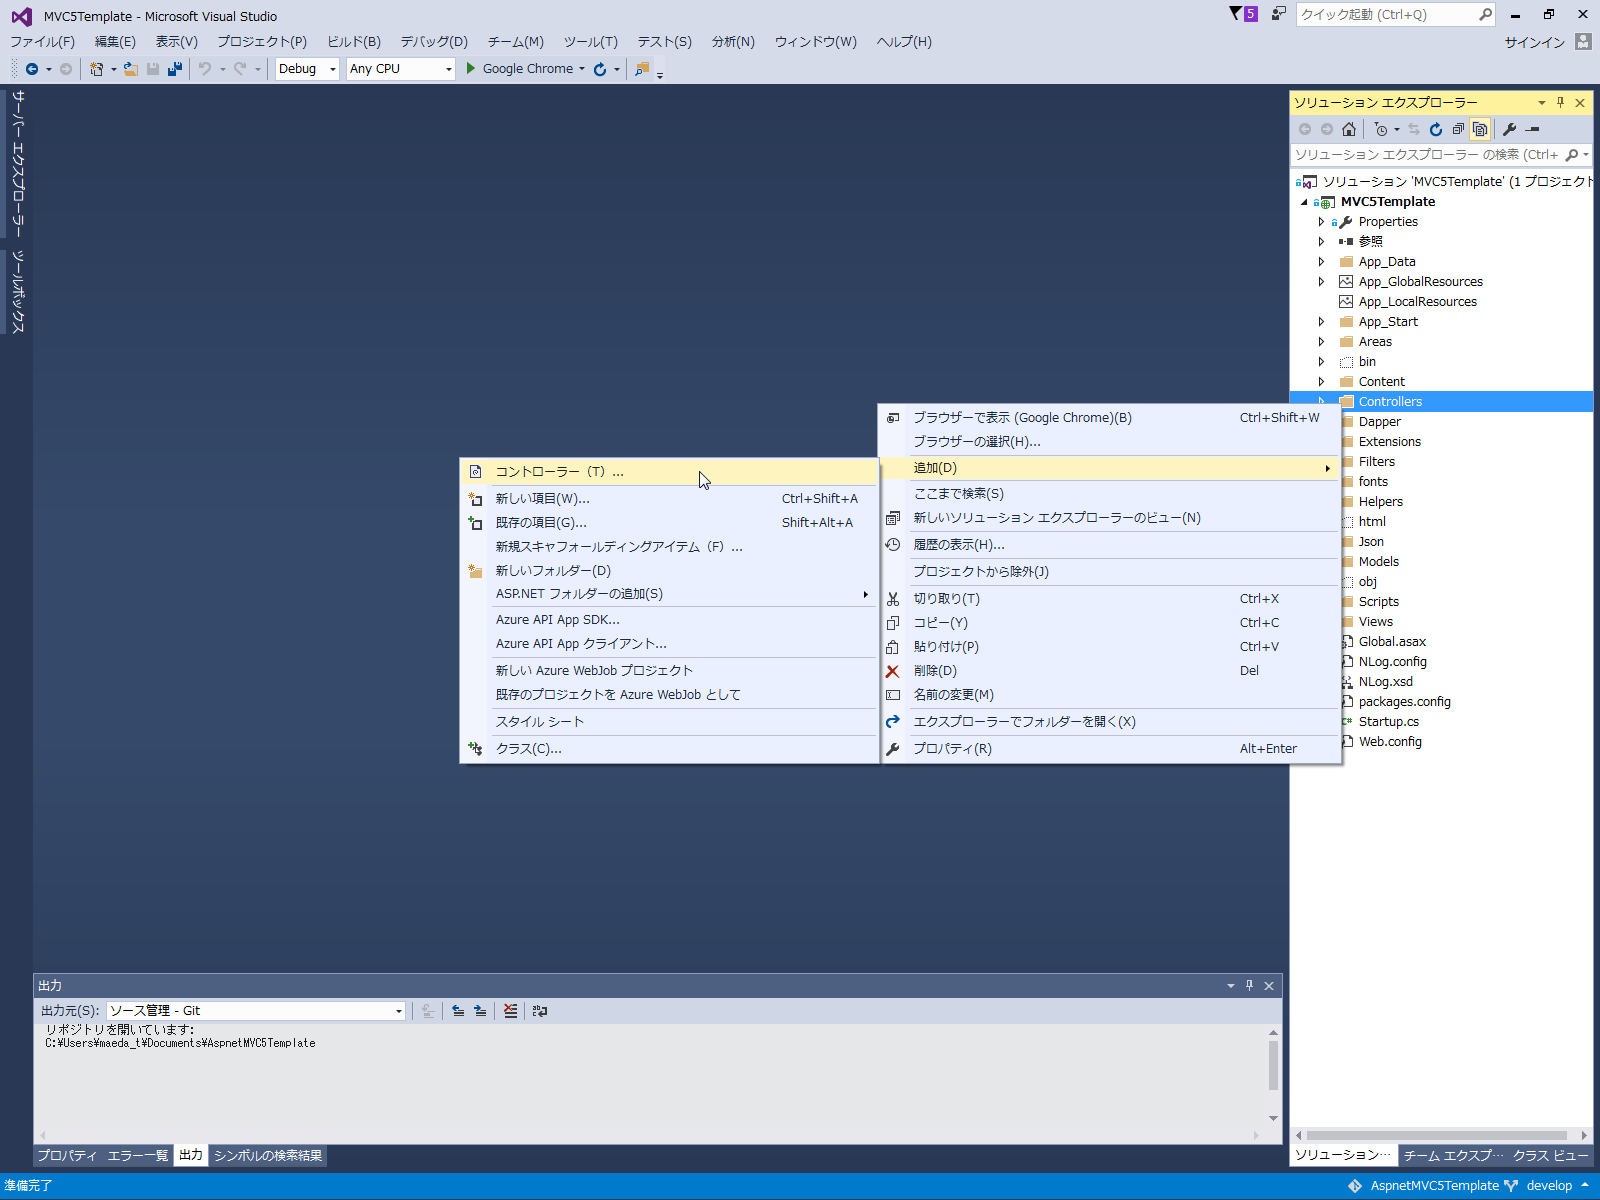 MVC5Template - Microsoft Visual Studio
5
クイック起動 (Ctrl+Q)
ファイル(F) 編集(E) 表示(V) プロジェクト(P) ビルド(B) デバッグ(D) チーム(M) ツール(T) テスト(S) 分析(N) ウィンドウ(W) ヘルプ(H)
サインイン
Debug Any CPU Google Chrome
サーバー エクスプローラー
ツールボックス
ソリューション エクスプローラー
ソリューション エクスプローラー の検索 (Ctrl+
ソリューション 'MVC5Template' (1 プロジェクト
MVC5Template
Properties
参照
App_Data
App_GlobalResources
App_LocalResources
App_Start
Areas
bin
Content
Controllers
Dapper
Extensions
Filters
fonts
Helpers
html
Json
Models
obj
Scripts
Views
Global.asax
NLog.config
NLog.xsd
packages.config
Startup.cs
Web.config
ブラウザーで表示 (Google Chrome)(B) Ctrl+Shift+W
ブラウザーの選択(H)...
追加(D)
ここまで検索(S)
新しいソリューション エクスプローラーのビュー(N)
履歴の表示(H)...
プロジェクトから除外(J)
切り取り(T) Ctrl+X
コピー(Y) Ctrl+C
貼り付け(P) Ctrl+V
削除(D) Del
名前の変更(M)
エクスプローラーでフォルダーを開く(X)
プロパティ(R) Alt+Enter
コントローラー（T）...
新しい項目(W)... Ctrl+Shift+A
既存の項目(G)... Shift+Alt+A
新規スキャフォールディングアイテム（F）...
新しいフォルダー(D)
ASP.NET フォルダーの追加(S)
Azure API App SDK...
Azure API App クライアント...
新しい Azure WebJob プロジェクト
既存のプロジェクトを Azure WebJob として
スタイル シート
クラス(C)...
出力
出力元(S): ソース管理 - Git
リポジトリを開いています:
C:¥Users¥maeda_t¥Documents¥AspnetMVC5Template
プロパティ エラー一覧 出力 シンボルの検索結果
ソリューション… チーム エクスプ… クラス ビュー
準備完了
AspnetMVC5Template develop